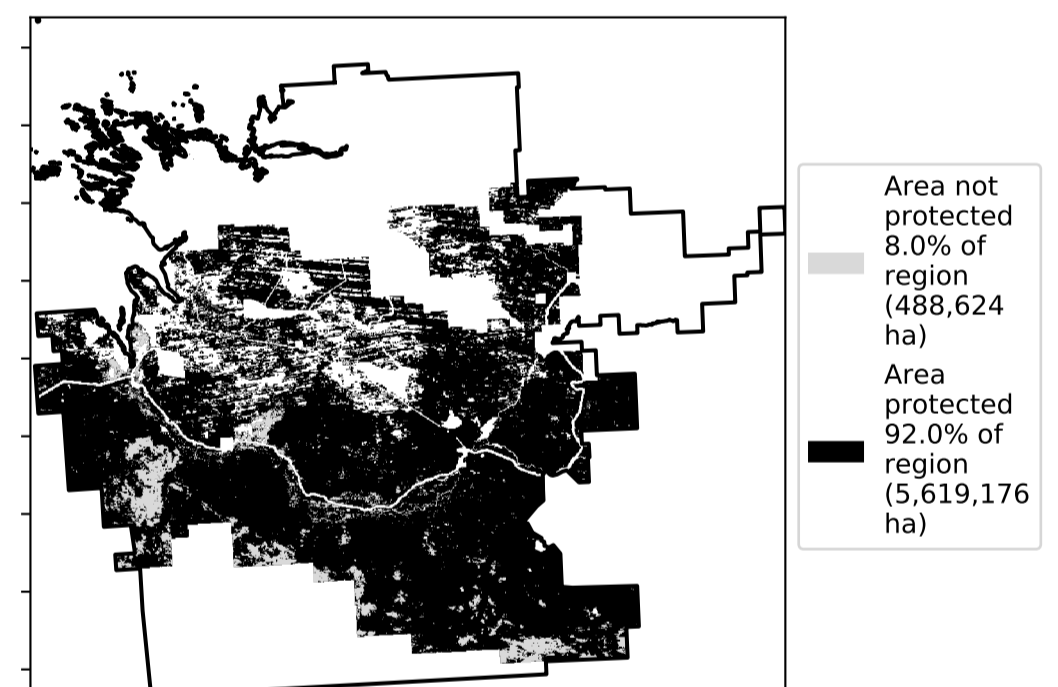 Area not
protected
8.0% of
region
(488,624
ha)
Area
protected
92.0% of
region
(5,619,176
ha)